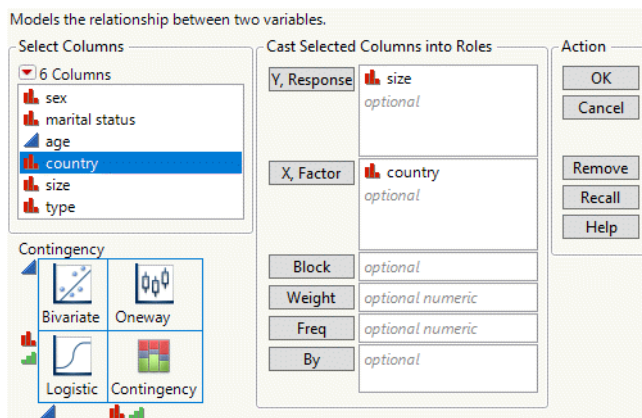 Models the relationship between two variables.
Select Columns
6 Columns
sex
marital status
age
country
size
type
Contingency
Bivariate Oneway
Logistic Contingency
Cast Selected Columns into Roles
Y, Response size
optional
X, Factor country
optional
Block optional
Weight optional numeric
Freq optional numeric
By optional
Action
OK
Cancel
Remove
Recall
Help